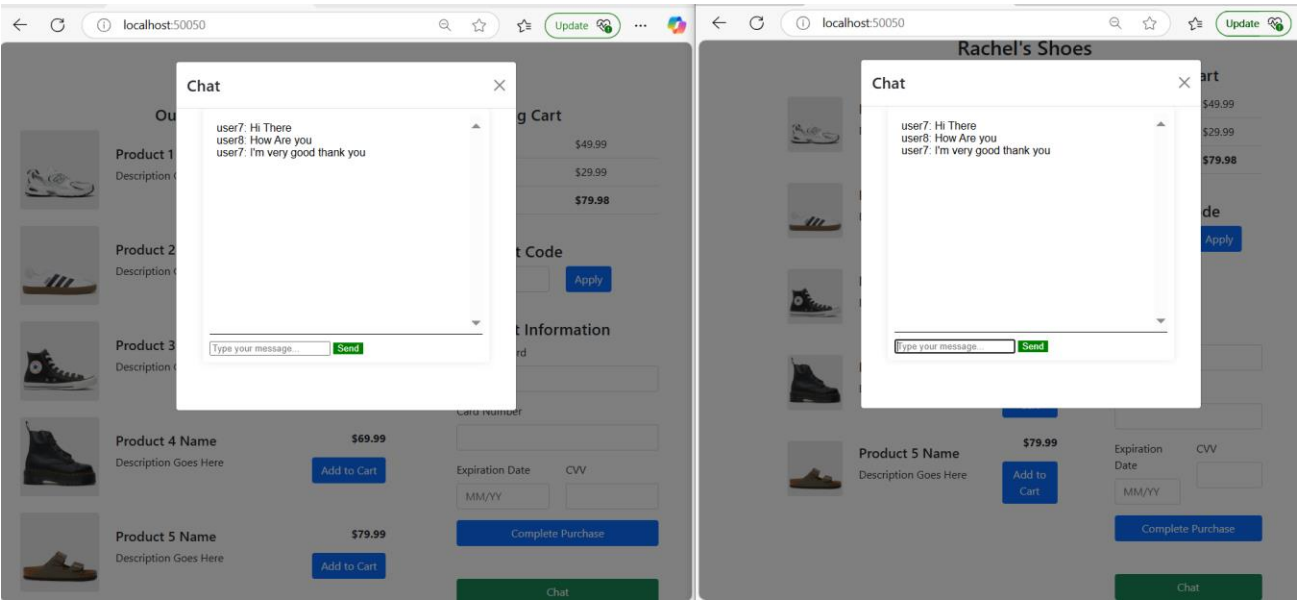 localhost:50050
Update
Chat
Ou
g Cart
user7: Hi There
user8: How Are you
user7: I'm very good thank you
Product 1
Description
$49.99
$29.99
$79.98
Product 2
Description
t Code
Apply
Product 3
Description
t Information
rd
Type your message...
Send
Card Number
Product 4 Name
$69.99
Description Goes Here
Add to Cart
Expiration Date
CVV
MM/YY
Product 5 Name
$79.99
Complete Purchase
Description Goes Here
Add to Cart
Chat
localhost:50050
Update
Rachel's Shoes
Chat
art
user7: Hi There
user8: How Are you
user7: I'm very good thank you
$49.99
$29.99
$79.98
de
Apply
Type your message...
Send
$79.99
Product 5 Name
Description Goes Here
Add to
Cart
Expiration
Date
CVV
MM/YY
Complete Purchase
Chat